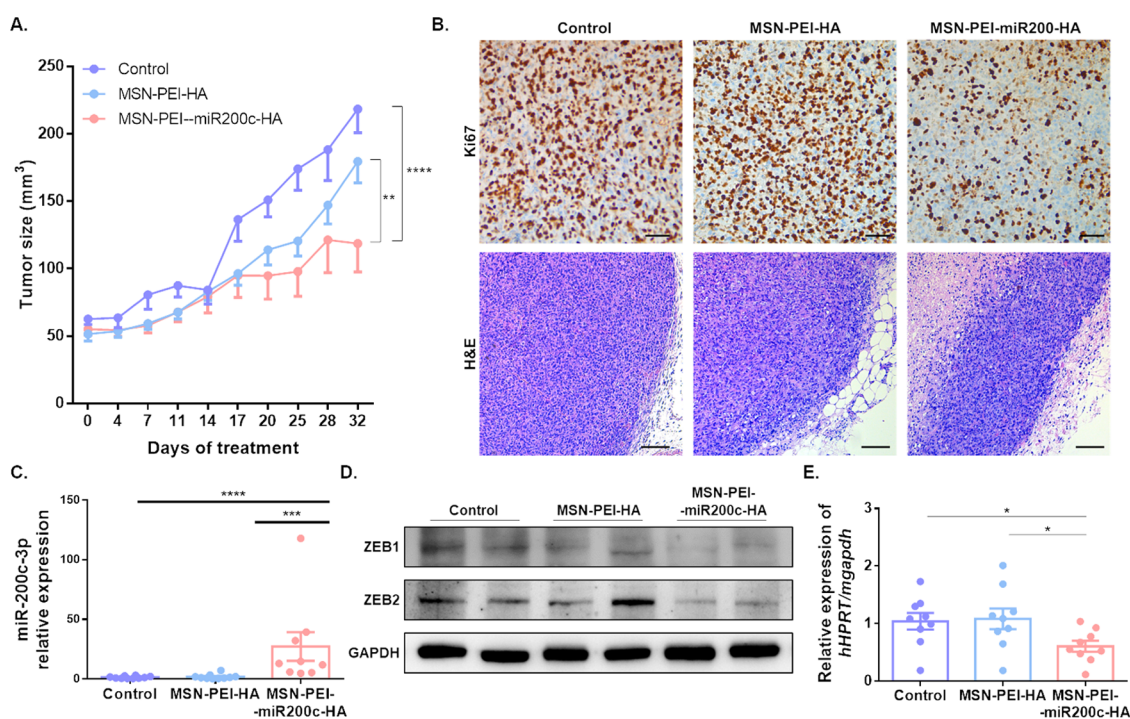 A.
250
200
150
100
50
0
Tumor size (mm³)
Control
MSN-PEI-HA
MSN-PEI--miR200c-HA
**
****
0 4 7 11 14 17 20 25 28 32
Days of treatment
B.
Control MSN-PEI-HA MSN-PEI-miR200-HA
Ki67
H&E
C.
150
100
50
0
miR-200c-3p
relative expression
****
***
Control MSN-PEI-HA MSN-PEI-
-miR200c-HA
D.
Control MSN-PEI-HA MSN-PEI-
-miR200c-HA
ZEB1
ZEB2
GAPDH
E.
3
2
1
0
Relative expression of
hHPRT/mgapdh
*
*
Control MSN-PEI-HA MSN-PEI-
-miR200c-HA